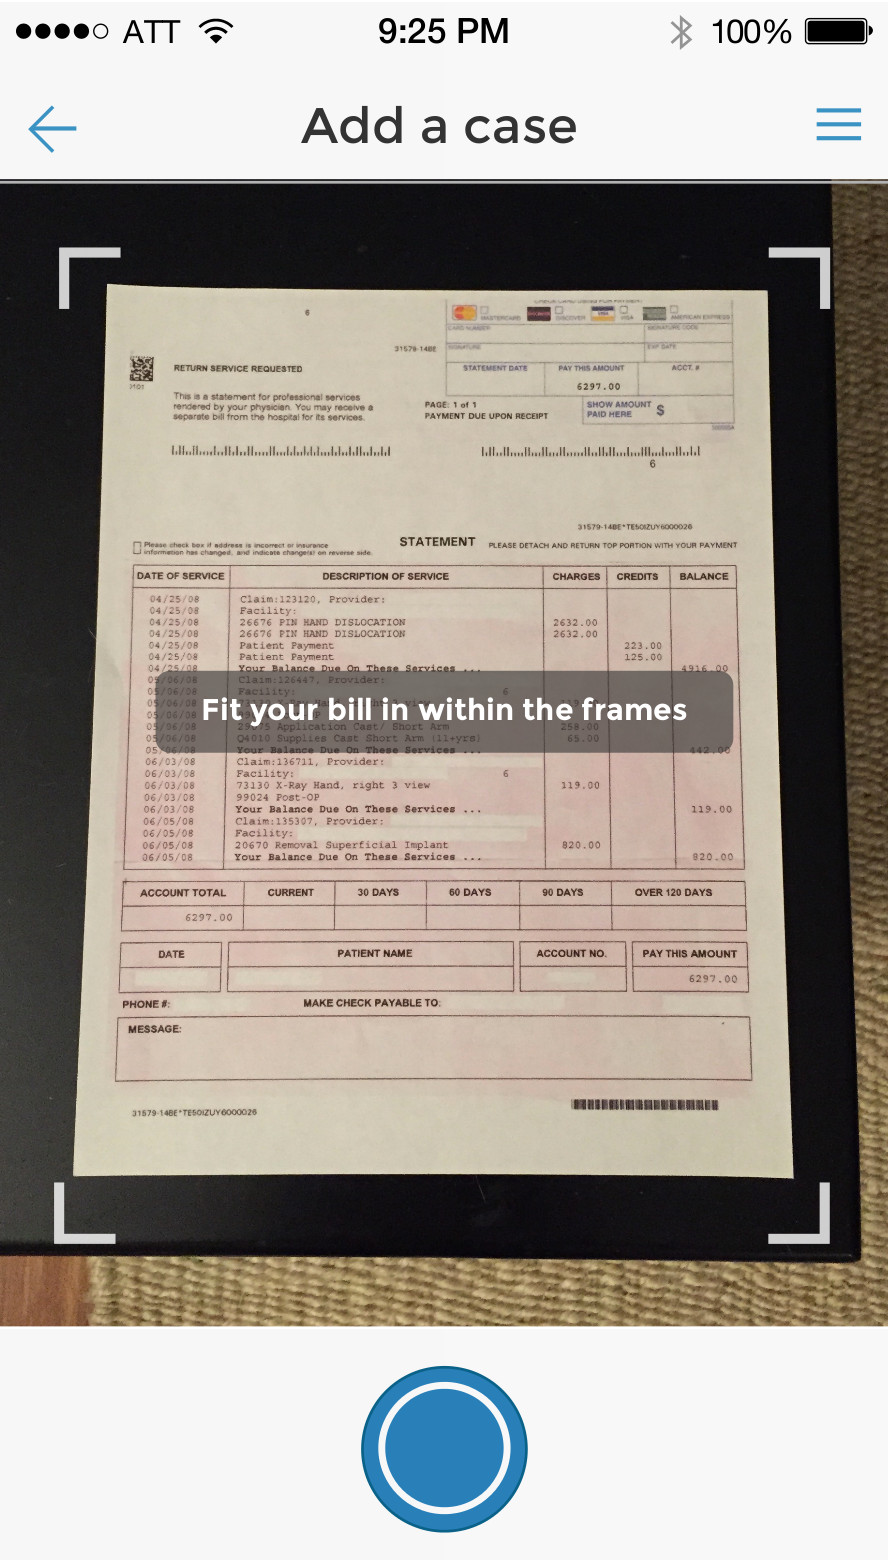 ATT 9:25 PM 100%
Add a case
6
MASTERCARD DISCOVER VISA AMERICAN EXPRESS
CARD NUMBER SIGNATURE CODE
31579-14BE SIGNATURE EXP DATE
RETURN SERVICE REQUESTED
STATEMENT DATE PAY THIS AMOUNT ACCT. #
6297.00
This is a statement for professional services
rendered by your physician. You may receive a
separate bill from the hospital for its services.
PAGE: 1 of 1
PAYMENT DUE UPON RECEIPT
SHOW AMOUNT
PAID HERE $
6
31579-14BE*TE50IZUY6000026
Please check box if address is incorrect or insurance
information has changed, and indicate change(s) on reverse side.
STATEMENT
PLEASE DETACH AND RETURN TOP PORTION WITH YOUR PAYMENT
DATE OF SERVICE DESCRIPTION OF SERVICE CHARGES CREDITS BALANCE
04/25/08 Claim:123120, Provider:
04/25/08 Facility:
04/25/08 26676 PIN HAND DISLOCATION 2632.00
04/25/08 26676 PIN HAND DISLOCATION 2632.00
04/25/08 Patient Payment 223.00
04/25/08 Patient Payment 125.00
04/25/08 Your Balance Due On These Services ... 4916.00
05/06/08 Claim:126447, Provider:
05/06/08 Facility: 6
Fit your bill in within the frames
Application Cast/ Short Arm 258.00
Q4010 Supplies Cast Short Arm (11+yrs) 65.00
05/06/08 Your Balance Due On These Services ... 442.00
06/03/08 Claim:136711, Provider:
06/03/08 Facility: 6
06/03/08 73130 X-Ray Hand, right 3 view 119.00
06/03/08 99024 Post-OP
06/03/08 Your Balance Due On These Services ... 119.00
06/05/08 Claim:135307, Provider:
06/05/08 Facility:
06/05/08 20670 Removal Superficial Implant 820.00
06/05/08 Your Balance Due On These Services ... 820.00
ACCOUNT TOTAL CURRENT 30 DAYS 60 DAYS 90 DAYS OVER 120 DAYS
6297.00
DATE PATIENT NAME ACCOUNT NO. PAY THIS AMOUNT
6297.00
PHONE #: MAKE CHECK PAYABLE TO:
MESSAGE:
31579-14BE*TE50IZUY6000026